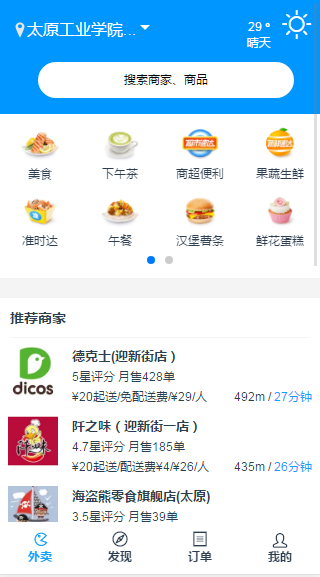 太原工业学院...
29 °
晴天
搜索商家、商品
美食
下午茶
商超便利
果蔬生鲜
准时达
午餐
汉堡薯条
鲜花蛋糕
推荐商家
dicos
德克士(迎新街店)
5星评分 月售428单
¥20起送/免配送费/¥29/人
492m / 27分钟
阡之味（迎新街一店）
4.7星评分 月售185单
¥20起送/配送费¥4/¥26/人
435m / 26分钟
海盗熊零食旗舰店(太原)
3.5星评分 月售39单
外卖
发现
订单
我的